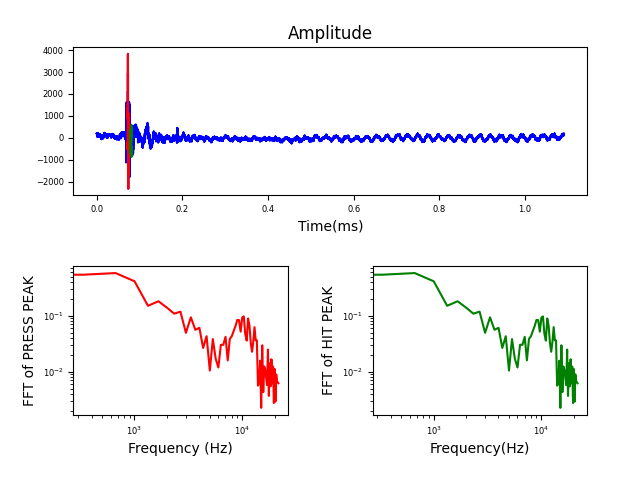 Amplitude
4000
3000
2000
1000
0
−1000
−2000
0.0 0.2 0.4 0.6 0.8 1.0
Time(ms)
FFT of PRESS PEAK
10⁻¹
10⁻²
10³ 10⁴
Frequency (Hz)
FFT of HIT PEAK
10⁻¹
10⁻²
10³ 10⁴
Frequency(Hz)